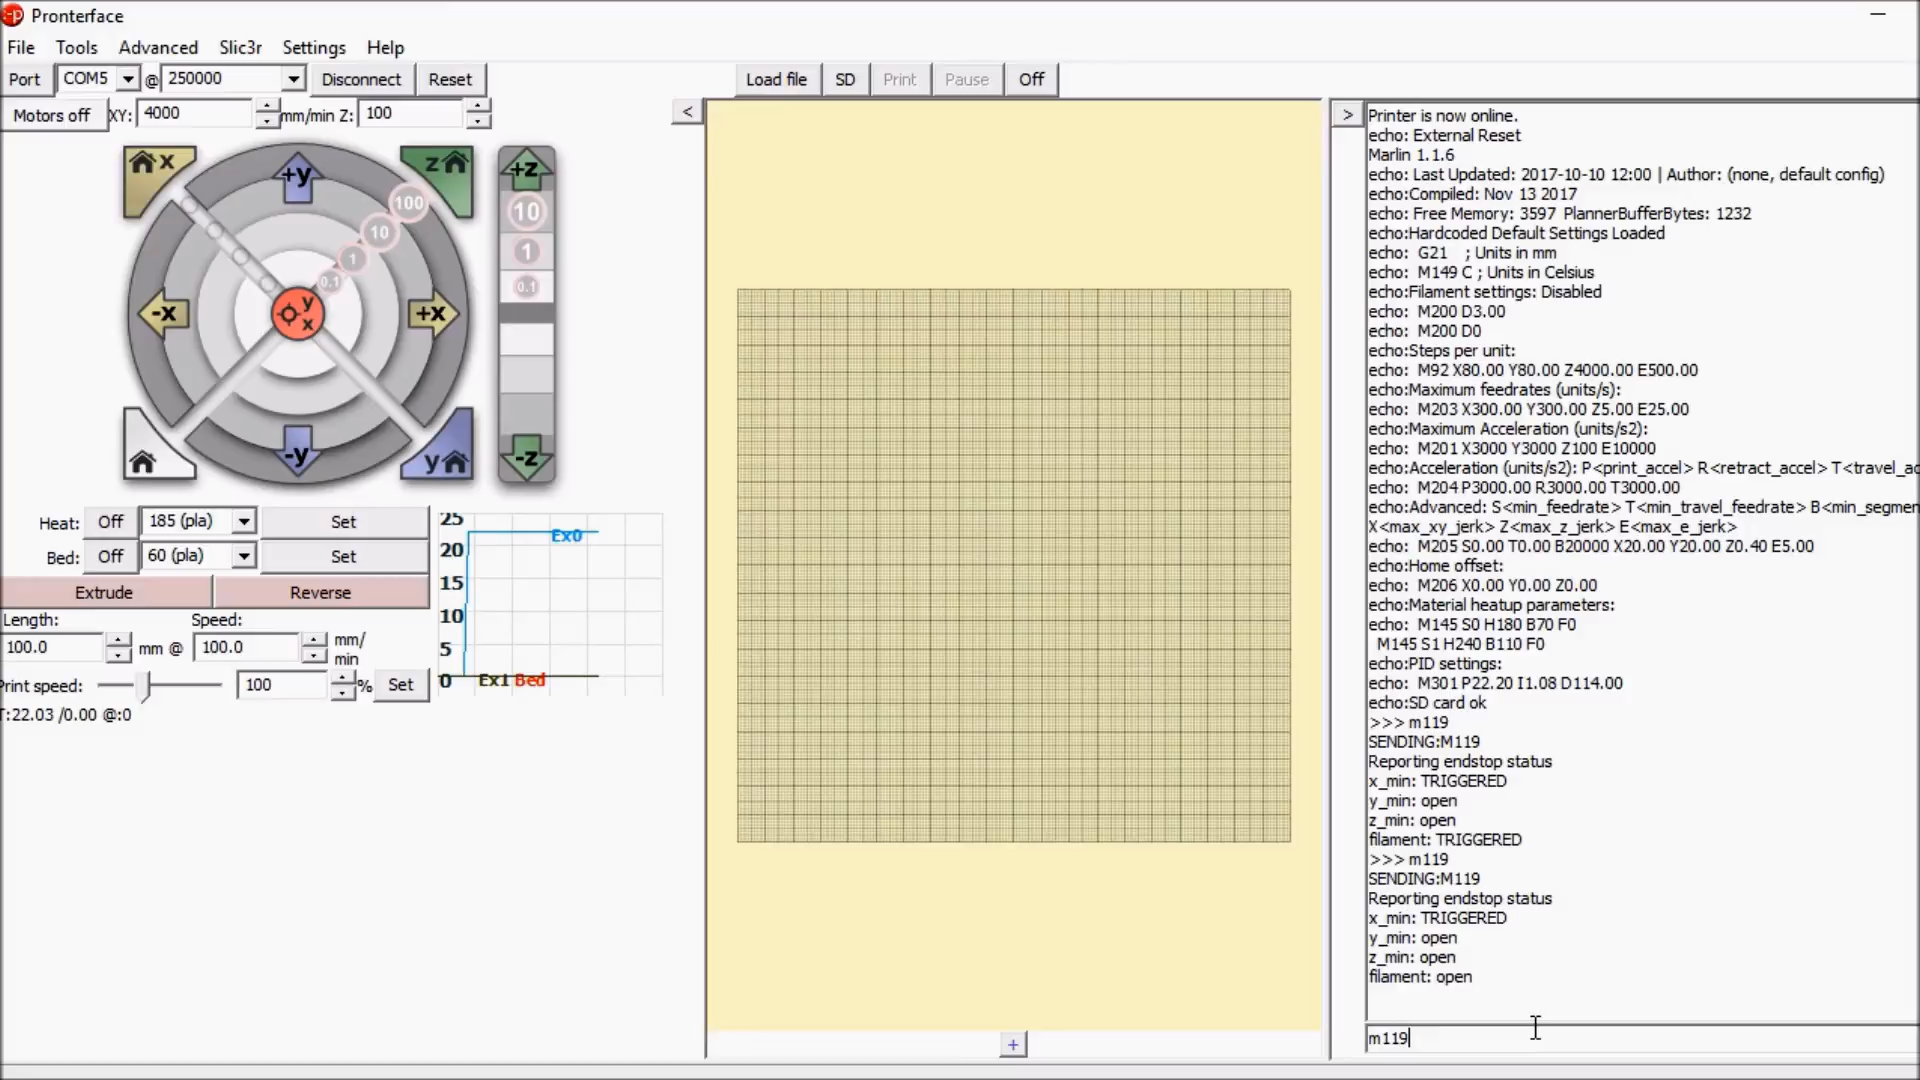 Pronterface
File Tools Advanced Slic3r Settings Help
Port COM5 @ 250000 Disconnect Reset
Load file SD Print Pause Off
Motors off XY: 4000 mm/min Z: 100
<
>
x +y z +z
100 10 1 0.1
10 1 0.1
-x y x +x
-y y -z
Heat: Off 185 (pla) Set
Bed: Off 60 (pla) Set
Extrude Reverse
Length: Speed:
100.0 mm @ 100.0 mm/ min
Print speed: 100 % Set
T:22.03 /0.00 @:0
25
20
15
10
5
0
Ex0
Ex1 Bed
+
Printer is now online.
echo: External Reset
Marlin 1.1.6
echo: Last Updated: 2017-10-10 12:00 | Author: (none, default config)
echo:Compiled: Nov 13 2017
echo: Free Memory: 3597 PlannerBufferBytes: 1232
echo:Hardcoded Default Settings Loaded
echo: G21 ; Units in mm
echo: M149 C ; Units in Celsius
echo:Filament settings: Disabled
echo: M200 D3.00
echo: M200 D0
echo:Steps per unit:
echo: M92 X80.00 Y80.00 Z4000.00 E500.00
echo:Maximum feedrates (units/s):
echo: M203 X300.00 Y300.00 Z5.00 E25.00
echo:Maximum Acceleration (units/s2):
echo: M201 X3000 Y3000 Z100 E10000
echo:Acceleration (units/s2): P<print_accel> R<retract_accel> T<travel_ac
echo: M204 P3000.00 R3000.00 T3000.00
echo:Advanced: S<min_feedrate> T<min_travel_feedrate> B<min_segmen
X<max_xy_jerk> Z<max_z_jerk> E<max_e_jerk>
echo: M205 S0.00 T0.00 B20000 X20.00 Y20.00 Z0.40 E5.00
echo:Home offset:
echo: M206 X0.00 Y0.00 Z0.00
echo:Material heatup parameters:
echo: M145 S0 H180 B70 F0
M145 S1 H240 B110 F0
echo:PID settings:
echo: M301 P22.20 I1.08 D114.00
echo:SD card ok
>>> m119
SENDING:M119
Reporting endstop status
x_min: TRIGGERED
y_min: open
z_min: open
filament: TRIGGERED
>>> m119
SENDING:M119
Reporting endstop status
x_min: TRIGGERED
y_min: open
z_min: open
filament: open
m119